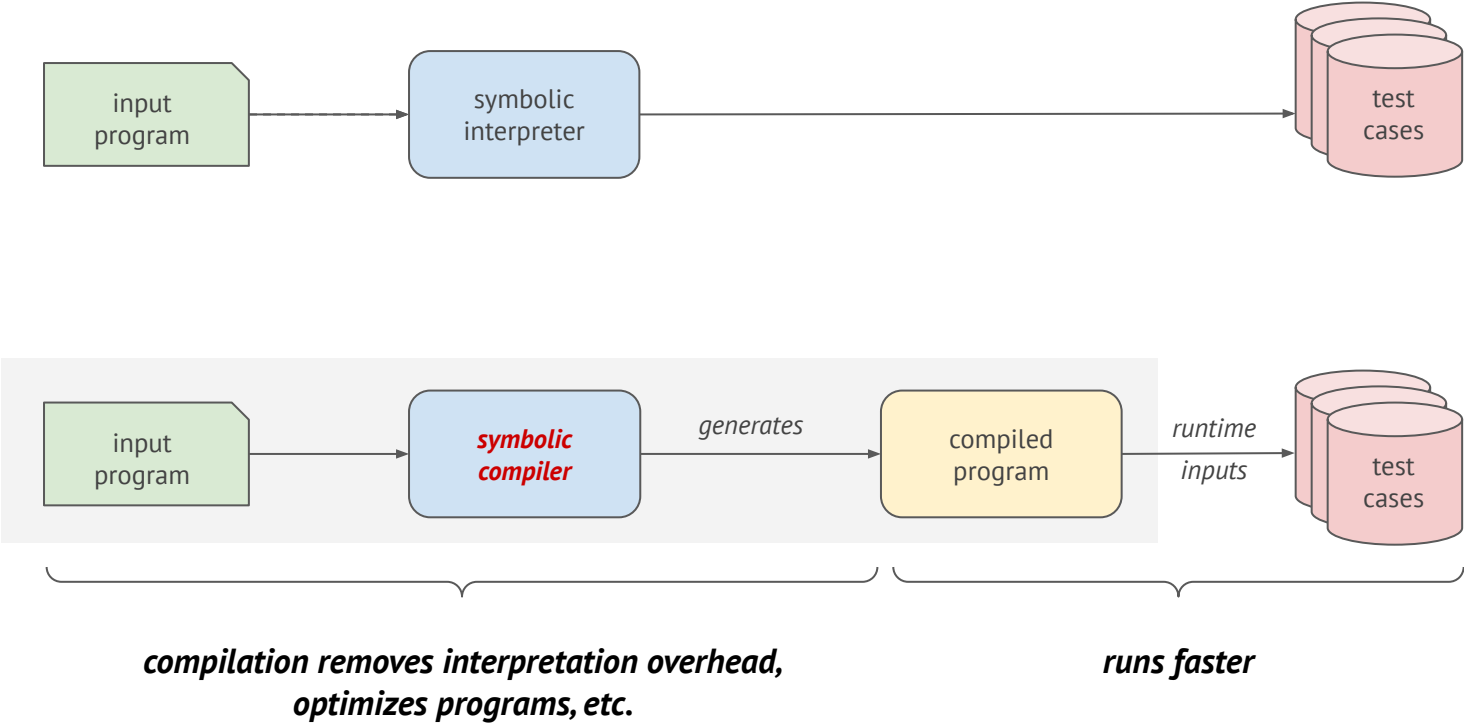 input
program
symbolic
interpreter
test
cases
input
program
symbolic
compiler
generates
compiled
program
runtime
inputs
test
cases
compilation removes interpretation overhead,
optimizes programs, etc.
runs faster